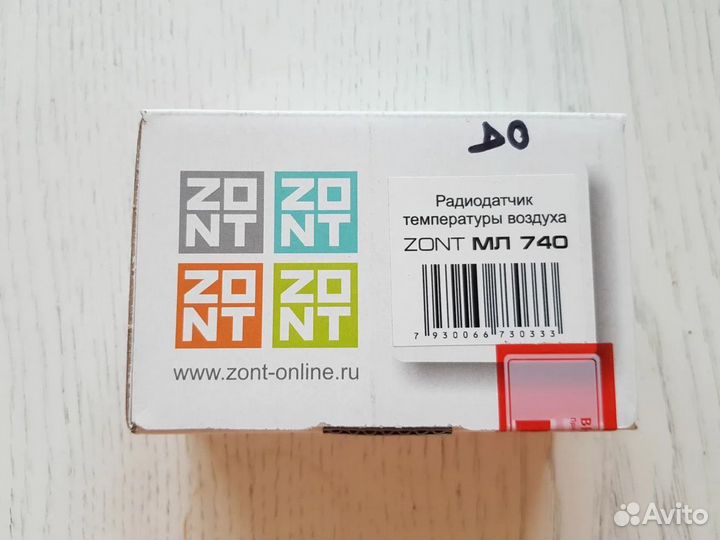 ДО
ZO
NT
ZO
NT
ZO
NT
ZO
NT
www.zont-online.ru
Радиодатчик
температуры воздуха
ZONT МЛ 740
7 930066 730333
Avito